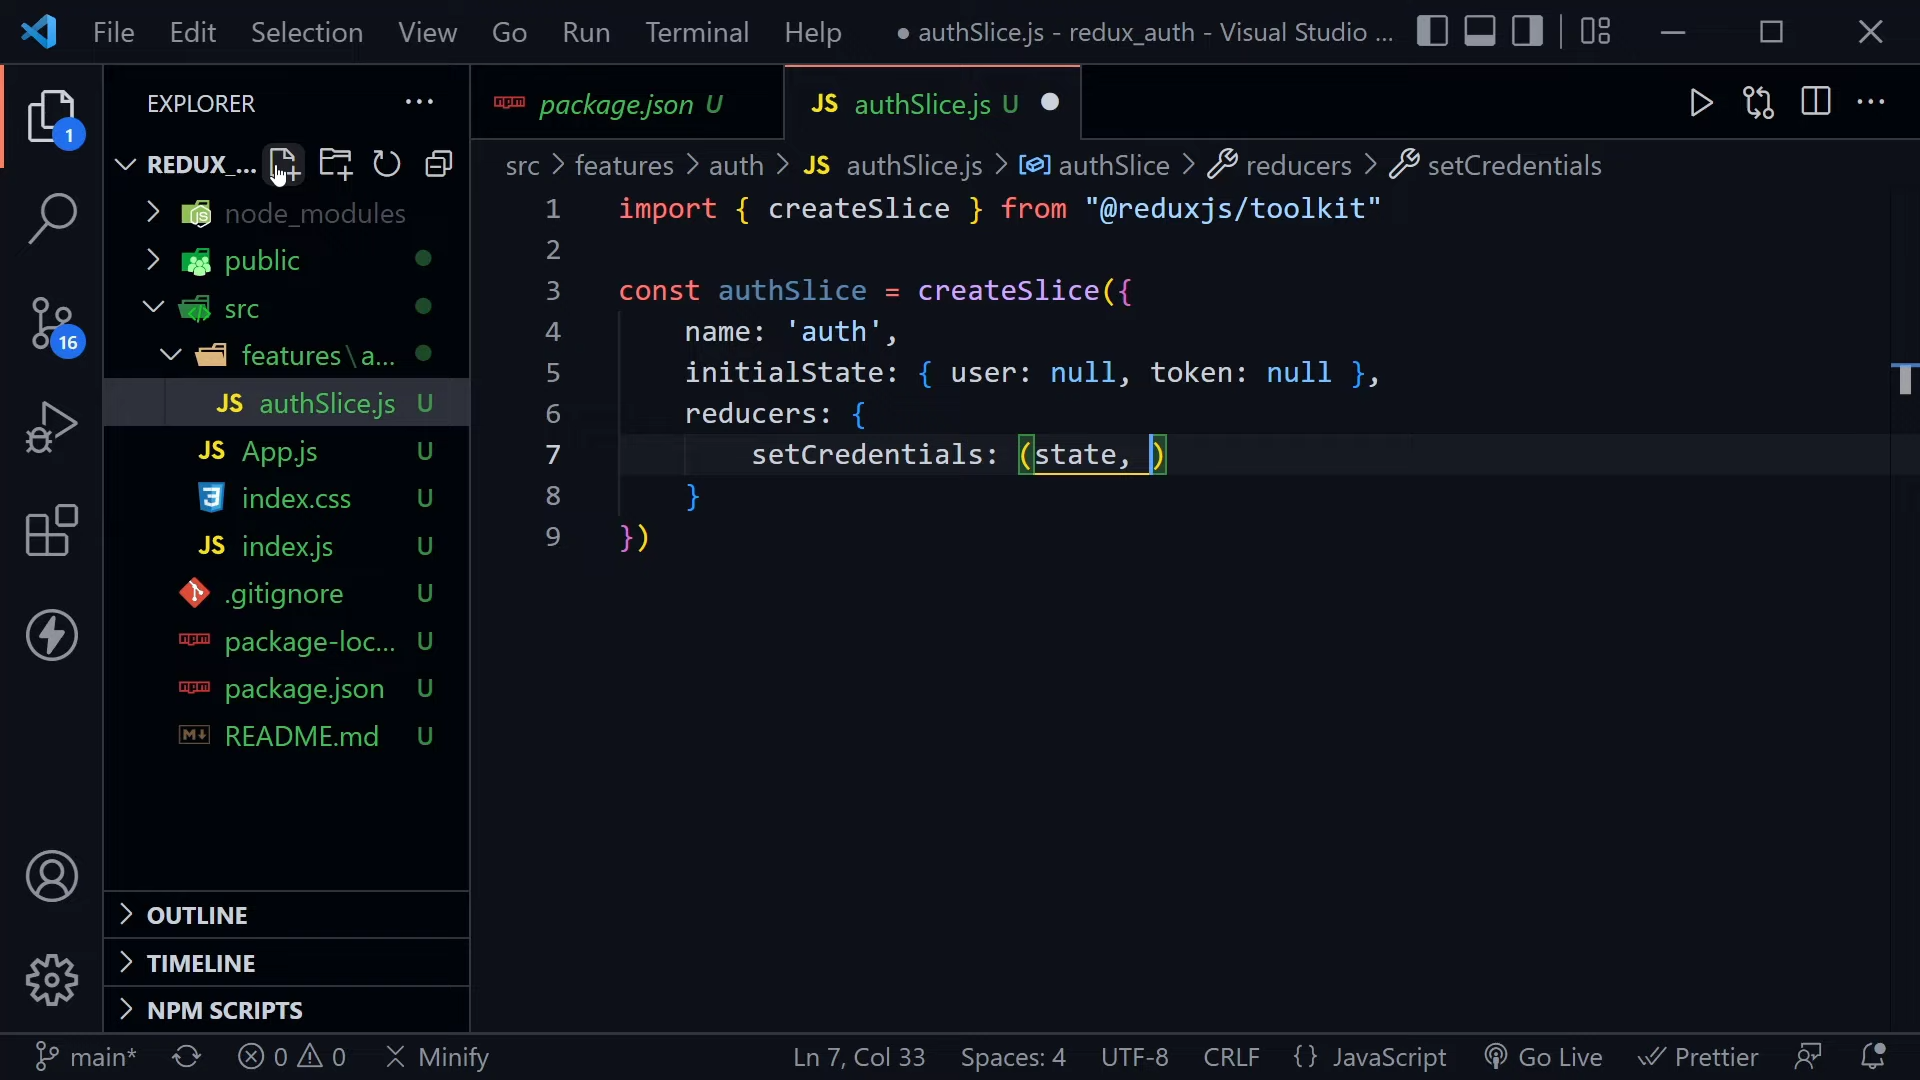 File Edit Selection View Go Run Terminal Help ● authSlice.js - redux_auth - Visual Studio ...
EXPLORER
package.json U
JS authSlice.js U
REDUX_...
src > features > auth > JS authSlice.js > authSlice > reducers > setCredentials
node_modules
public
src
features\a...
JS authSlice.js U
JS App.js U
index.css U
JS index.js U
.gitignore U
package-loc... U
package.json U
README.md U
1 import { createSlice } from "@reduxjs/toolkit"
2
3 const authSlice = createSlice({
4 name: 'auth',
5 initialState: { user: null, token: null },
6 reducers: {
7 setCredentials: (state, )
8 }
9 })
1
16
OUTLINE
TIMELINE
NPM SCRIPTS
main* 0 0 Minify Ln 7, Col 33 Spaces: 4 UTF-8 CRLF {} JavaScript Go Live Prettier